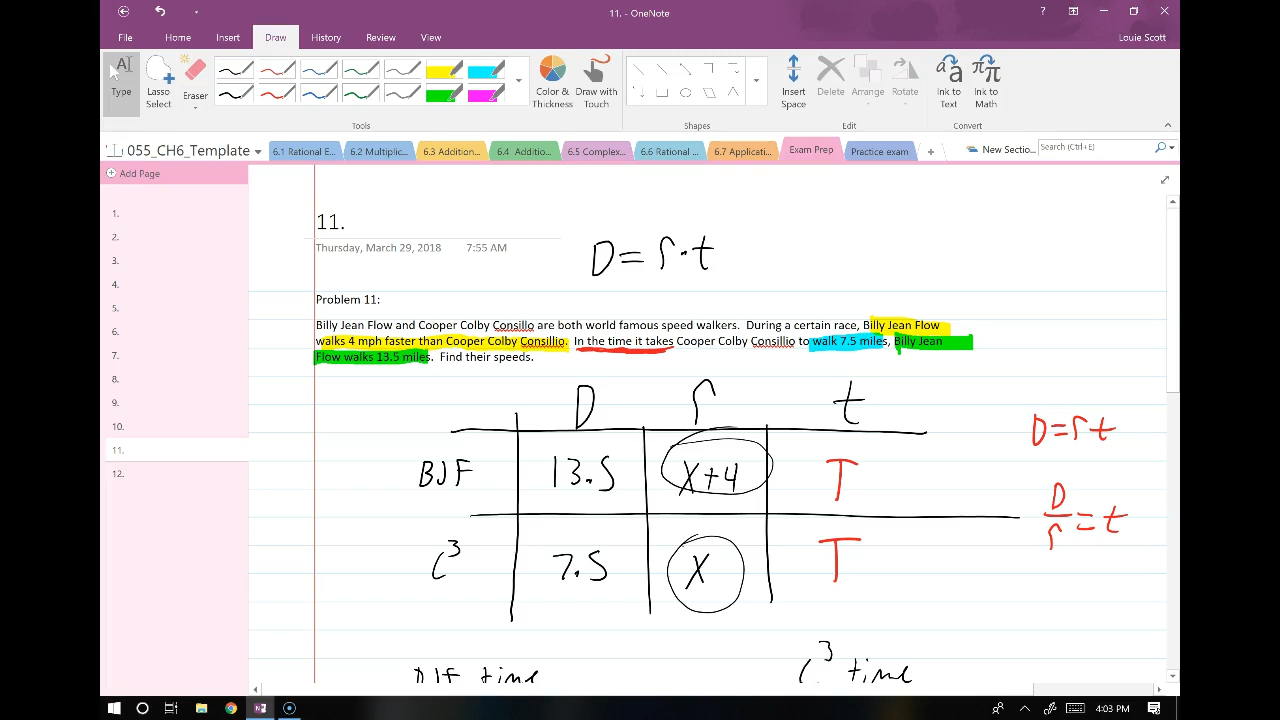 11. - OneNote
?
File
Home
Insert
Draw
History
Review
View
Louie Scott
Type
Lasso Select
Eraser
Color & Thickness
Draw with Touch
Insert Space
Delete
Arrange
Rotate
Ink to Text
Ink to Math
Tools
Shapes
Edit
Convert
055_CH6_Template
6.1 Rational E...
6.2 Multiplic...
6.3 Addition...
6.4 Additio...
6.5 Complex...
6.6 Rational ...
6.7 Applicati...
Exam Prep
Practice exam
New Sectio...
Search (Ctrl+E)
Add Page
1.
2.
3.
4.
5.
6.
7.
8.
9.
10.
11.
12.
11.
Thursday, March 29, 2018 7:55 AM
D = r · t
Problem 11:
Billy Jean Flow and Cooper Colby Consillo are both world famous speed walkers. During a certain race, Billy Jean Flow
walks 4 mph faster than Cooper Colby Consillio. In the time it takes Cooper Colby Consillio to walk 7.5 miles, Billy Jean
Flow walks 13.5 miles. Find their speeds.
D r t
BJF 13.5 X+4 T
C³ 7.5 X T
D = r t
D/r = t
BJF time C³ time
4:03 PM